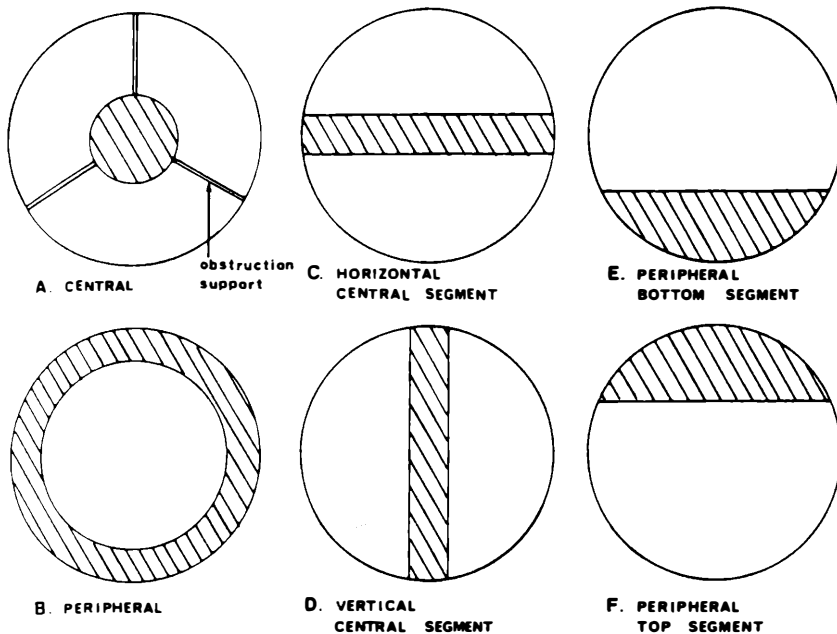 obstruction
support
A. CENTRAL
C. HORIZONTAL
CENTRAL SEGMENT
E. PERIPHERAL
BOTTOM SEGMENT
B. PERIPHERAL
D. VERTICAL
CENTRAL SEGMENT
F. PERIPHERAL
TOP SEGMENT